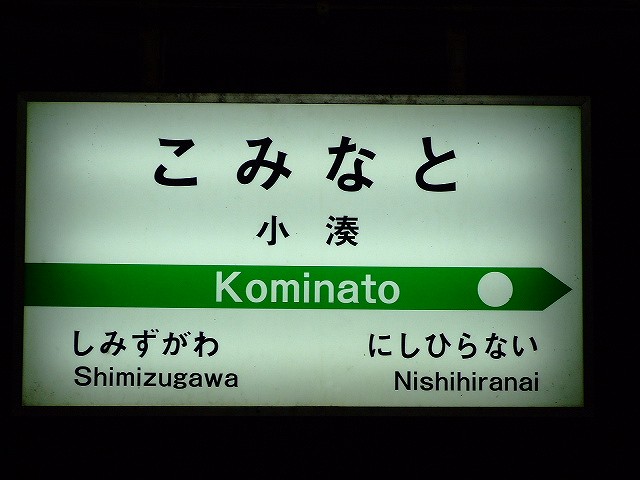 こみなと
小湊
Kominato
しみずがわ にしひらない
Shimizugawa Nishihiranai